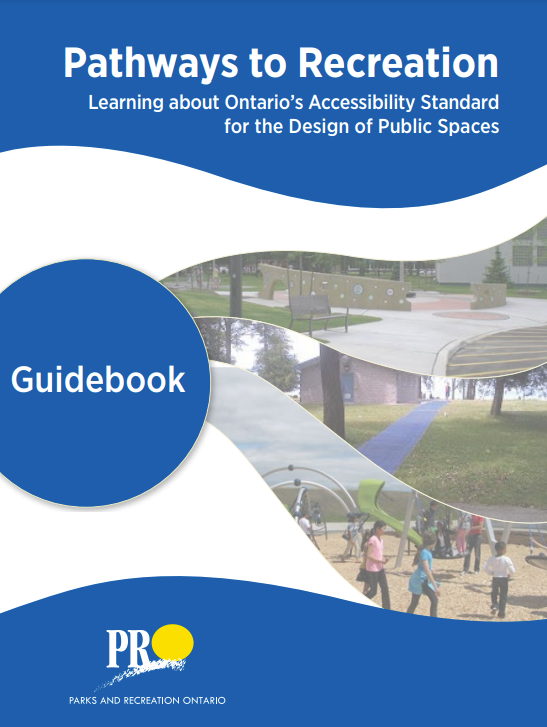 Pathways to Recreation
Learning about Ontario's Accessibility Standard
for the Design of Public Spaces
Guidebook
PRO
PARKS AND RECREATION ONTARIO